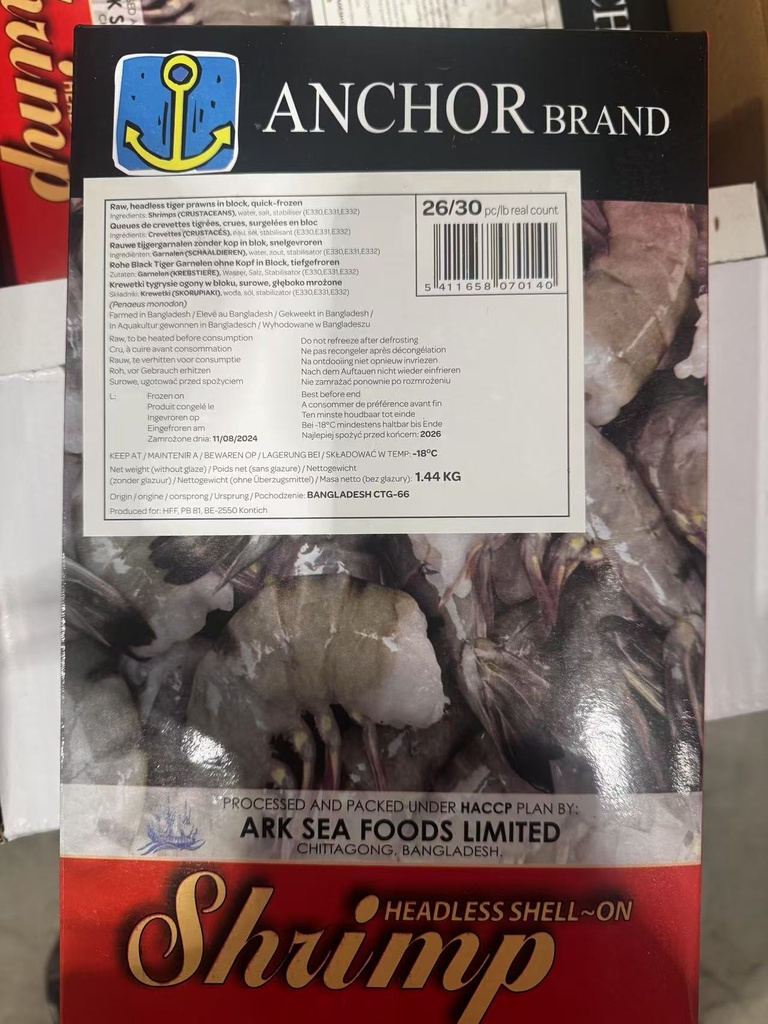 ANCHOR BRAND
Raw, headless tiger prawns in block, quick-frozen
Ingredients: Shrimps (CRUSTACEANS), water, salt, stabiliser (E330,E331,E332)
Queues de crevettes tigrées, crues, surgelées en bloc
Ingrédients: Crevettes (CRUSTACÉS), eau, sel, stabilisant (E330,E331,E332)
Rauwe tijgergarnalen zonder kop in blok, snelgevroren
Ingrediënten: Garnalen (SCHAALDIEREN), water, zout, stabilisator (E330,E331,E332)
Rohe Black Tiger Garnelen ohne Kopf in Block, tiefgefroren
Zutaten: Garnelen (KREBSTIERE), Wasser, Salz, Stabilisator (E330,E331,E332)
Krewetki tygrysie ogony w bloku, surowe, głęboko mrożone
Składniki: Krewetki (SKORUPIAKI), woda, sól, stabilizator (E330,E331,E332)
(Penaeus monodon)
Farmed in Bangladesh / Elevé au Bangladesh / Gekweekt in Bangladesh /
In Aquakultur gewonnen in Bangladesch / Wyhodowane w Bangladeszu
26/30 pc/lb real count
5 411658 070140
Raw, to be heated before consumption
Cru, à cuire avant consommation
Rauw, te verhitten voor consumptie
Roh, vor Gebrauch erhitzen
Surowe, ugotować przed spożyciem
Do not refreeze after defrosting
Ne pas recongeler après décongélation
Na ontdooiing niet opnieuw invriezen
Nach dem Auftauen nicht wieder einfrieren
Nie zamrażać ponownie po rozmrożeniu
L: Frozen on
Produit congelé le
Ingevroren op
Eingefroren am
Zamrożone dnia: 11/08/2024
Best before end
A consommer de préférence avant fin
Ten minste houdbaar tot einde
Bei -18°C mindestens haltbar bis Ende
Najlepiej spożyć przed końcem: 2026
KEEP AT / MAINTENIR A / BEWAREN OP / LAGERUNG BEI / SKŁADOWAĆ W TEMP: -18°C
Net weight (without glaze) / Poids net (sans glazure) / Nettogewicht
(zonder glazuur) / Nettogewicht (ohne Überzugsmittel) / Masa netto (bez glazury): 1.44 KG
Origin / origine / oorsprong / Ursprung / Pochodzenie: BANGLADESH CTG-66
Produced for: HFF, PB 81, BE-2550 Kontich
PROCESSED AND PACKED UNDER HACCP PLAN BY:
ARK SEA FOODS LIMITED
CHITTAGONG, BANGLADESH.
HEADLESS SHELL~ON
Shrimp